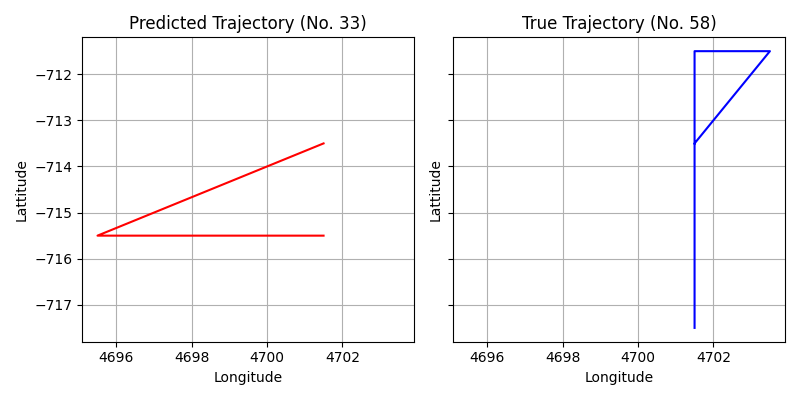 Predicted Trajectory (No. 33)
True Trajectory (No. 58)
−712
−713
−714
−715
−716
−717
Lattitude
Lattitude
4696
4698
4700
4702
4696
4698
4700
4702
Longitude
Longitude